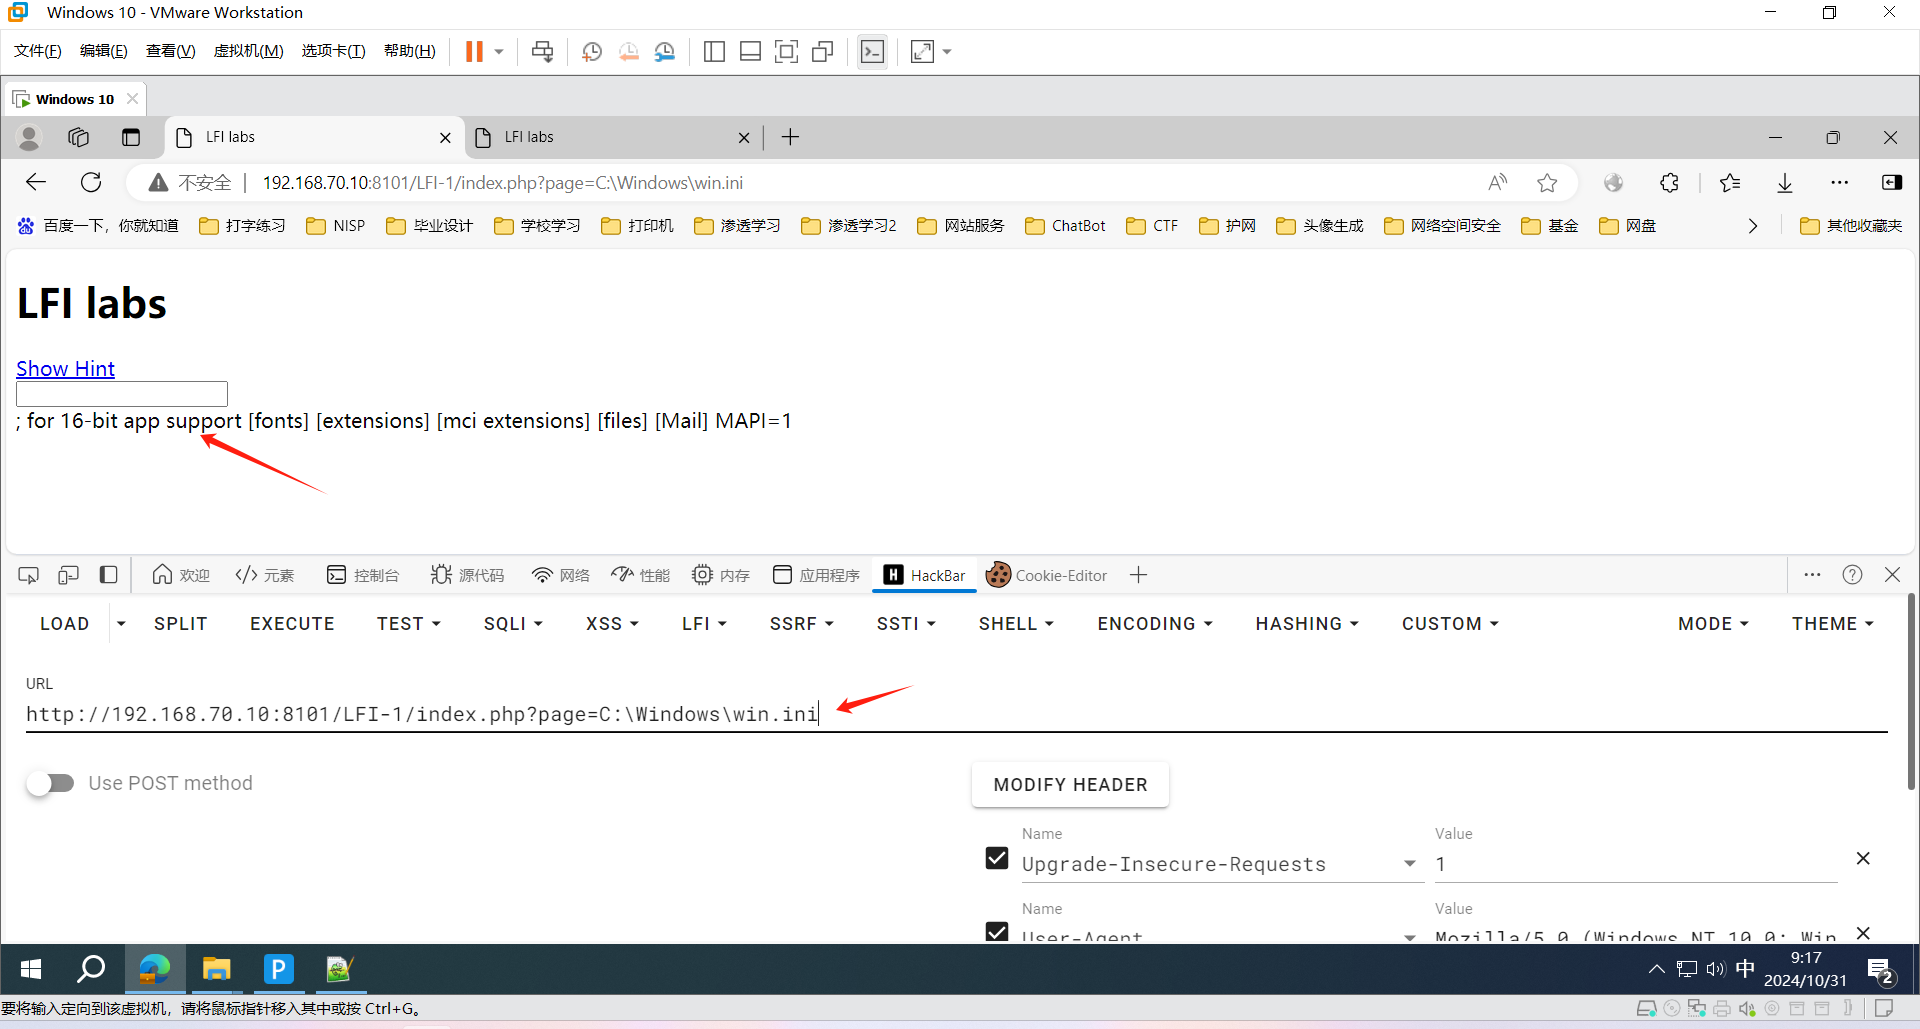 Windows 10 - VMware Workstation
文件(F) 编辑(E) 查看(V) 虚拟机(M) 选项卡(T) 帮助(H)
Windows 10
LFI labs LFI labs
不安全 192.168.70.10:8101/LFI-1/index.php?page=C:\Windows\win.ini
百度一下，你就知道 打字练习 NISP 毕业设计 学校学习 打印机 渗透学习 渗透学习2 网站服务 ChatBot CTF 护网 头像生成 网络空间安全 基金 网盘 其他收藏夹
LFI labs
Show Hint
; for 16-bit app support [fonts] [extensions] [mci extensions] [files] [Mail] MAPI=1
欢迎 元素 控制台 源代码 网络 性能 内存 应用程序 HackBar Cookie-Editor
LOAD SPLIT EXECUTE TEST SQLI XSS LFI SSRF SSTI SHELL ENCODING HASHING CUSTOM MODE THEME
URL
http://192.168.70.10:8101/LFI-1/index.php?page=C:\Windows\win.ini
Use POST method
MODIFY HEADER
Name Value
Upgrade-Insecure-Requests 1
Name Value
User-Agent Mozilla/5.0 (Windows NT 10.0; Win
中 9:17
2024/10/31 2
要将输入定向到该虚拟机，请将鼠标指针移入其中或按 Ctrl+G。